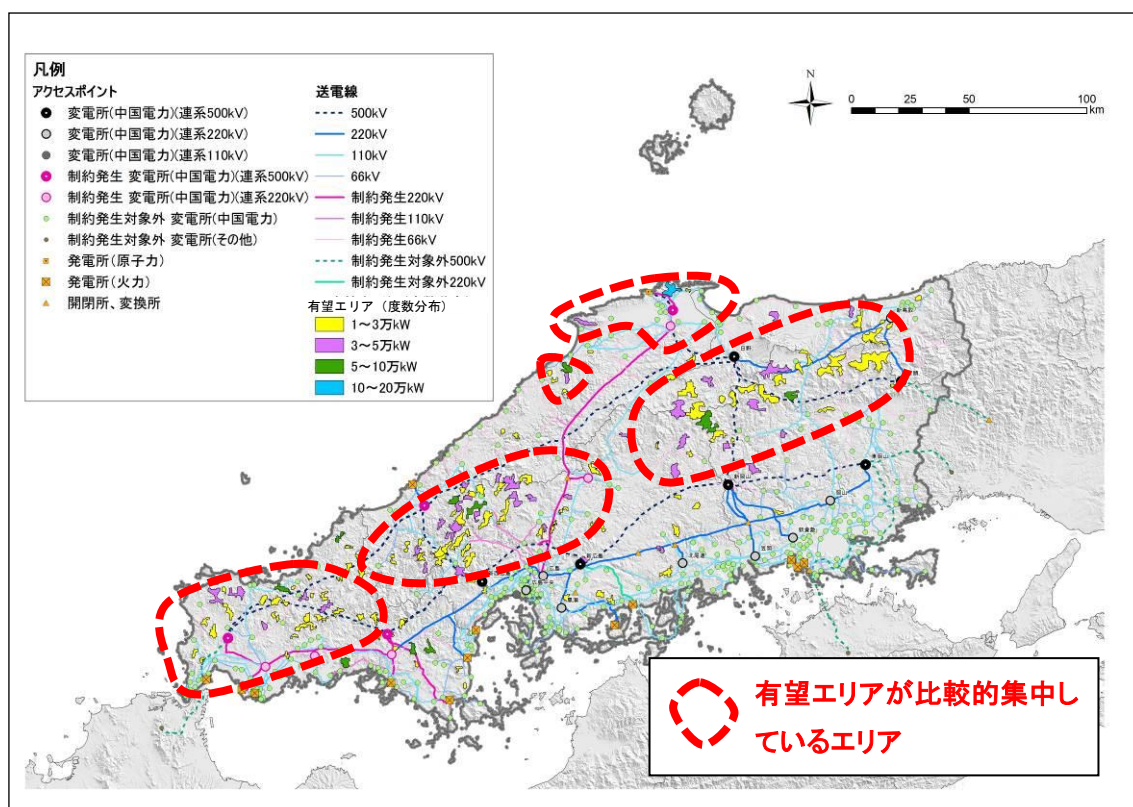 凡例
アクセスポイント
変電所(中国電力)(連系500kV)
変電所(中国電力)(連系220kV)
変電所(中国電力)(連系110kV)
制約発生 変電所(中国電力)(連系500kV)
制約発生 変電所(中国電力)(連系220kV)
制約発生対象外 変電所(中国電力)
制約発生対象外 変電所(その他)
発電所(原子力)
発電所(火力)
開閉所、変換所
送電線
500kV
220kV
110kV
66kV
制約発生220kV
制約発生110kV
制約発生66kV
制約発生対象外500kV
制約発生対象外220kV
有望エリア (度数分布)
1～3万kW
3～5万kW
5～10万kW
10～20万kW
N
0 25 50 100
日野
新岡山
東岡山
岡山
笠岡
有望エリアが比較的集中し
ているエリア